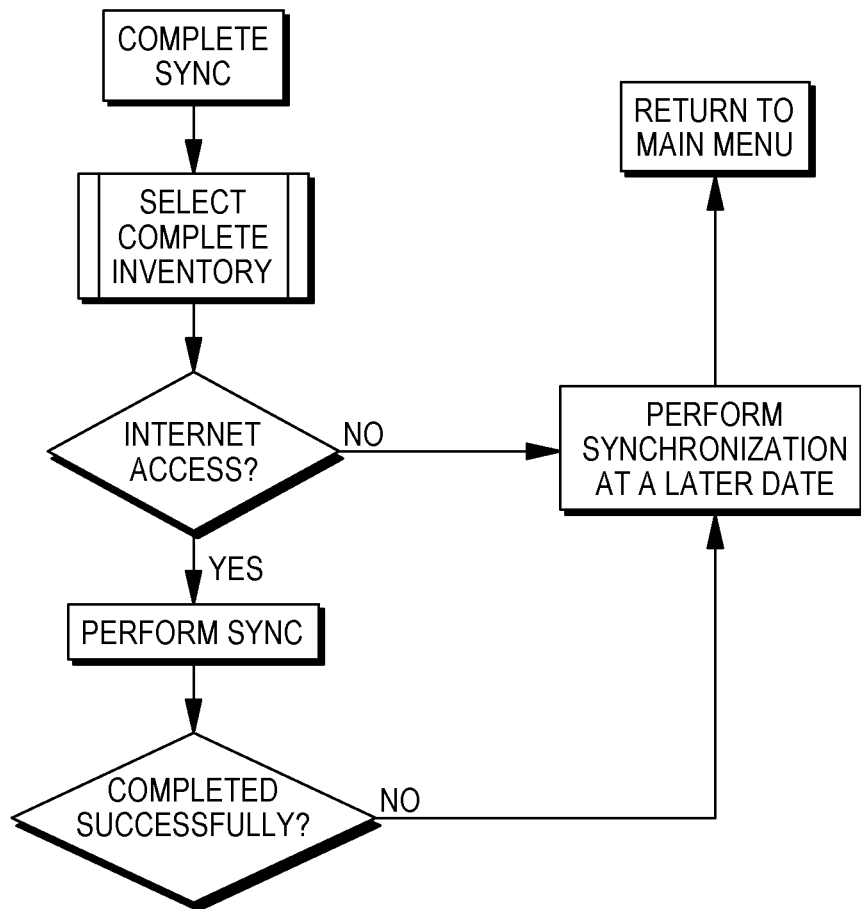 COMPLETE
SYNC
RETURN TO
MAIN MENU
SELECT
COMPLETE
INVENTORY
INTERNET
ACCESS?
NO
PERFORM
SYNCHRONIZATION
AT A LATER DATE
YES
PERFORM SYNC
COMPLETED
SUCCESSFULLY?
NO